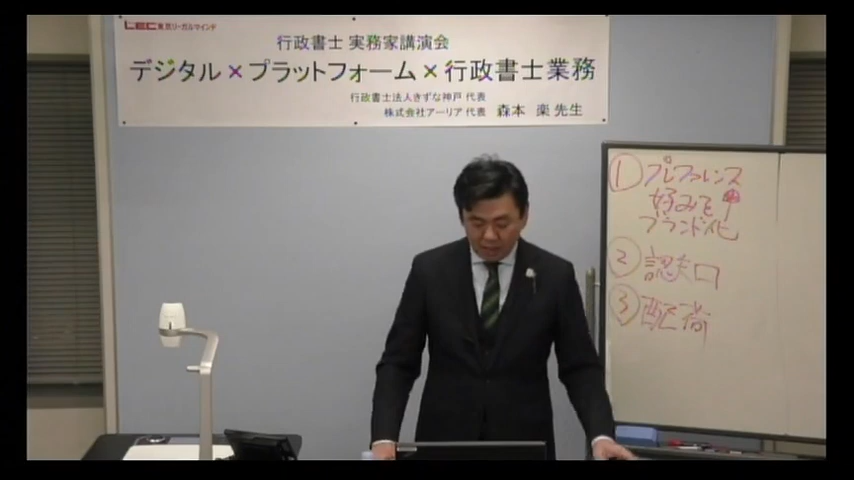 LEC東京リーガルマインド
行政書士 実務家講演会
デジタル×プラットフォーム×行政書士業務
行政書士法人きずな神戸 代表
株式会社アーリア 代表 森本 楽 先生
① プレファレンス
好みを
ブランド化
② 認知
③ 配荷